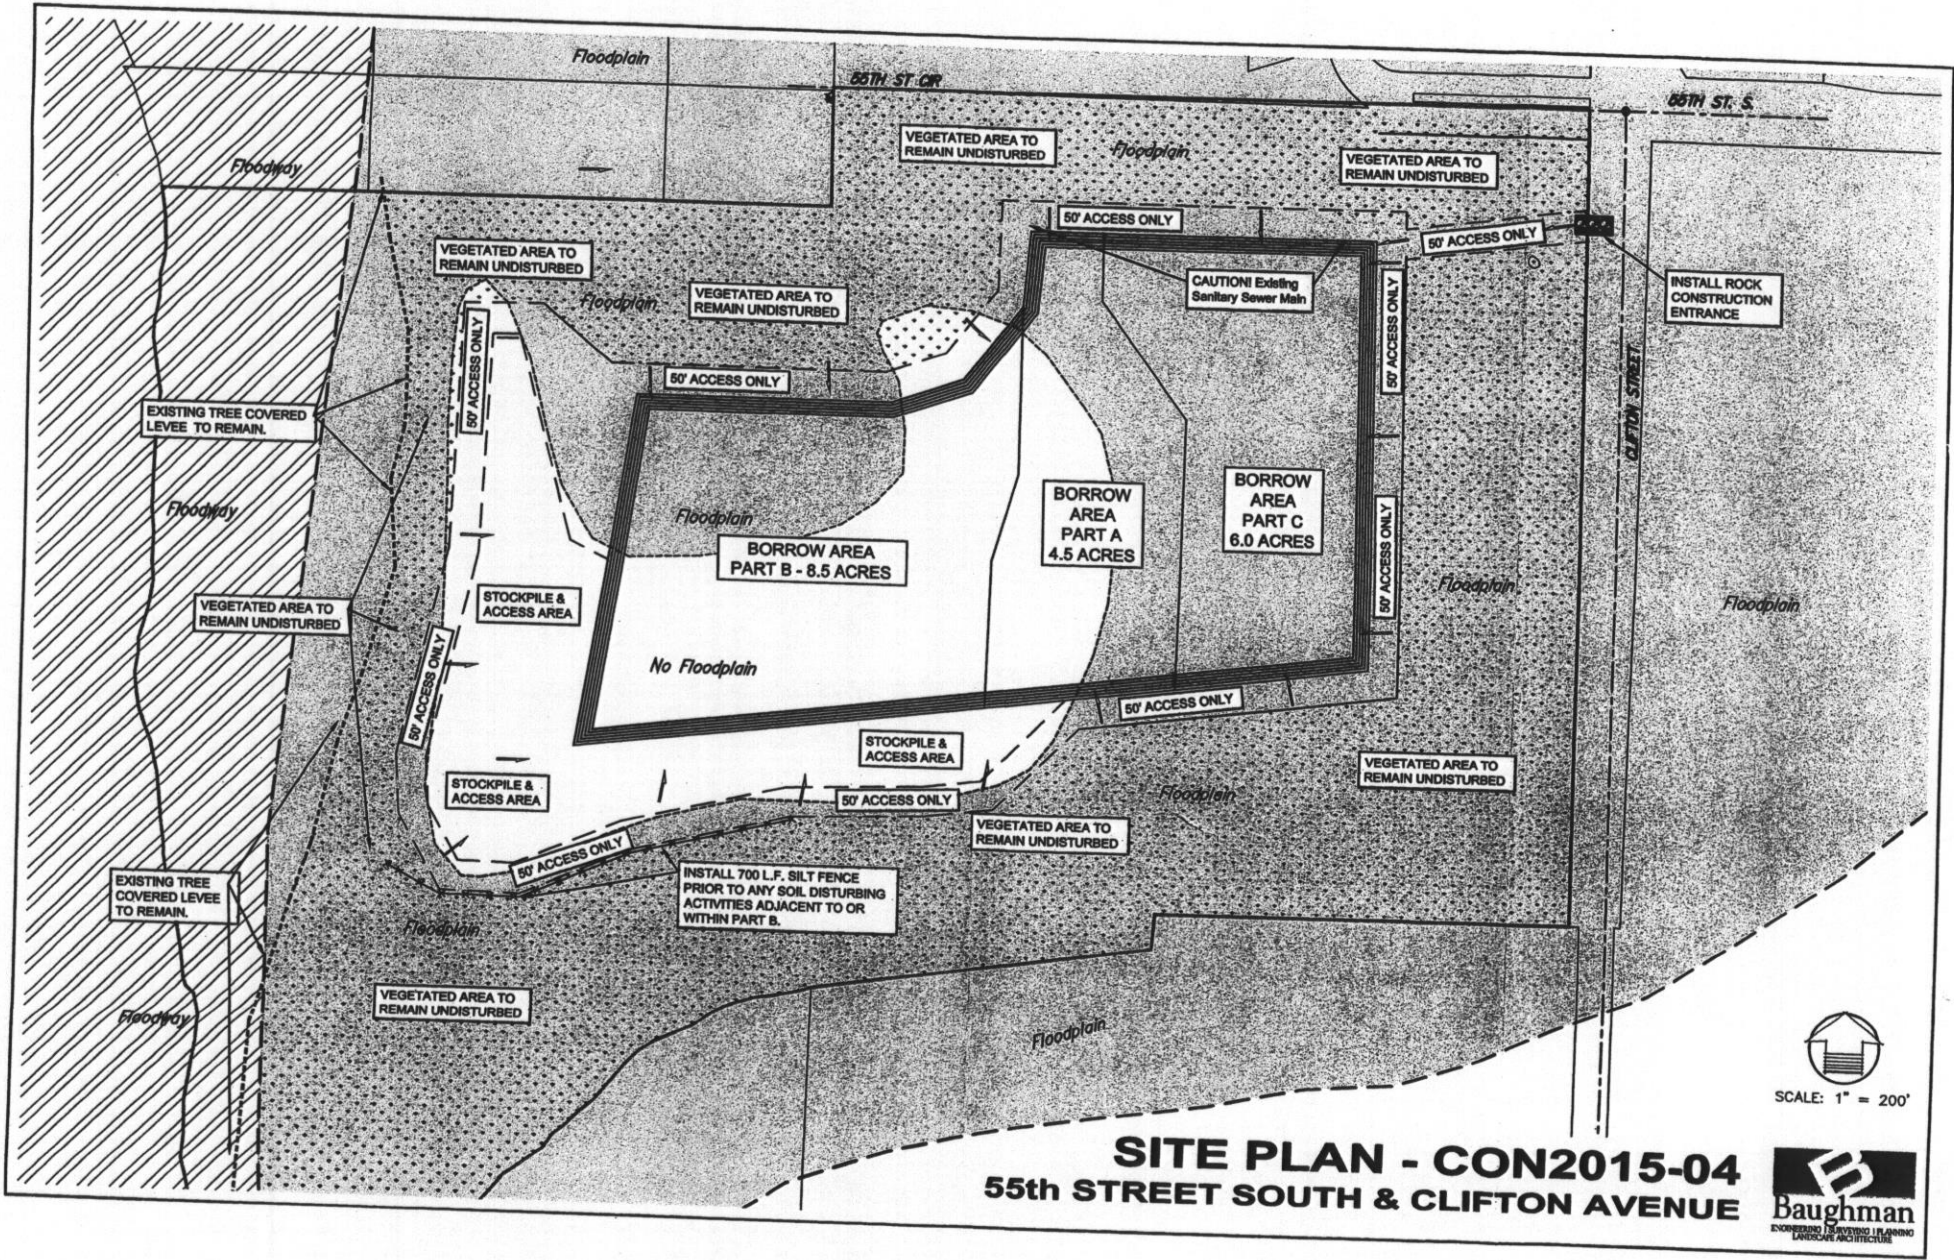 Floodplain
55TH ST CIR
55TH ST. S.
VEGETATED AREA TO
REMAIN UNDISTURBED
Floodplain
VEGETATED AREA TO
REMAIN UNDISTURBED
Floodway
50' ACCESS ONLY
50' ACCESS ONLY
VEGETATED AREA TO
REMAIN UNDISTURBED
CAUTION! Existing
Sanitary Sewer Main
INSTALL ROCK
CONSTRUCTION
ENTRANCE
Floodplain
VEGETATED AREA TO
REMAIN UNDISTURBED
50' ACCESS ONLY
50' ACCESS ONLY
50' ACCESS ONLY
CLIFTON STREET
EXISTING TREE COVERED
LEVEE TO REMAIN.
Floodway
Floodplain
BORROW
AREA
PART A
4.5 ACRES
BORROW
AREA
PART C
6.0 ACRES
50' ACCESS ONLY
BORROW AREA
PART B - 8.5 ACRES
STOCKPILE &
ACCESS AREA
VEGETATED AREA TO
REMAIN UNDISTURBED
Floodplain
Floodplain
50' ACCESS ONLY
No Floodplain
50' ACCESS ONLY
STOCKPILE &
ACCESS AREA
STOCKPILE &
ACCESS AREA
VEGETATED AREA TO
REMAIN UNDISTURBED
50' ACCESS ONLY
Floodplain
VEGETATED AREA TO
REMAIN UNDISTURBED
50' ACCESS ONLY
EXISTING TREE
COVERED LEVEE
TO REMAIN.
INSTALL 700 L.F. SILT FENCE
PRIOR TO ANY SOIL DISTURBING
ACTIVITIES ADJACENT TO OR
WITHIN PART B.
Floodplain
VEGETATED AREA TO
REMAIN UNDISTURBED
Floodway
Floodplain
SCALE: 1" = 200'
SITE PLAN - CON2015-04
55th STREET SOUTH & CLIFTON AVENUE
B
Baughman
ENGINEERING | SURVEYING | PLANNING
LANDSCAPE ARCHITECTURE